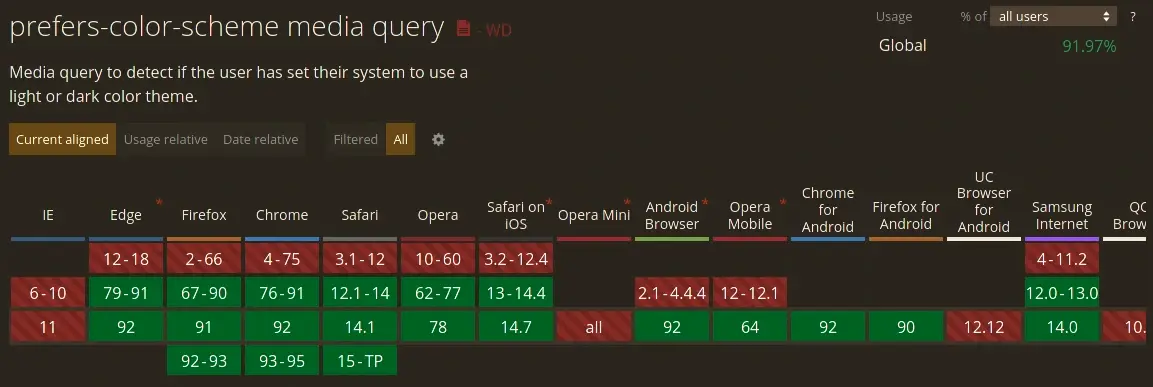 prefers-color-scheme media query - WD
Usage % of all users ?
Global 91.97%
Media query to detect if the user has set their system to use a
light or dark color theme.
Current aligned Usage relative Date relative Filtered All
IE Edge * Firefox Chrome Safari Opera Safari on iOS * Opera Mini * Android Browser * Opera Mobile * Chrome for Android Firefox for Android UC Browser for Android Samsung Internet QQ Brow
12-18 2-66 4-75 3.1-12 10-60 3.2-12.4 4-11.2
6-10 79-91 67-90 76-91 12.1-14 62-77 13-14.4 2.1-4.4.4 12-12.1 12.0-13.0
11 92 91 92 14.1 78 14.7 all 92 64 92 90 12.12 14.0 10.
92-93 93-95 15-TP